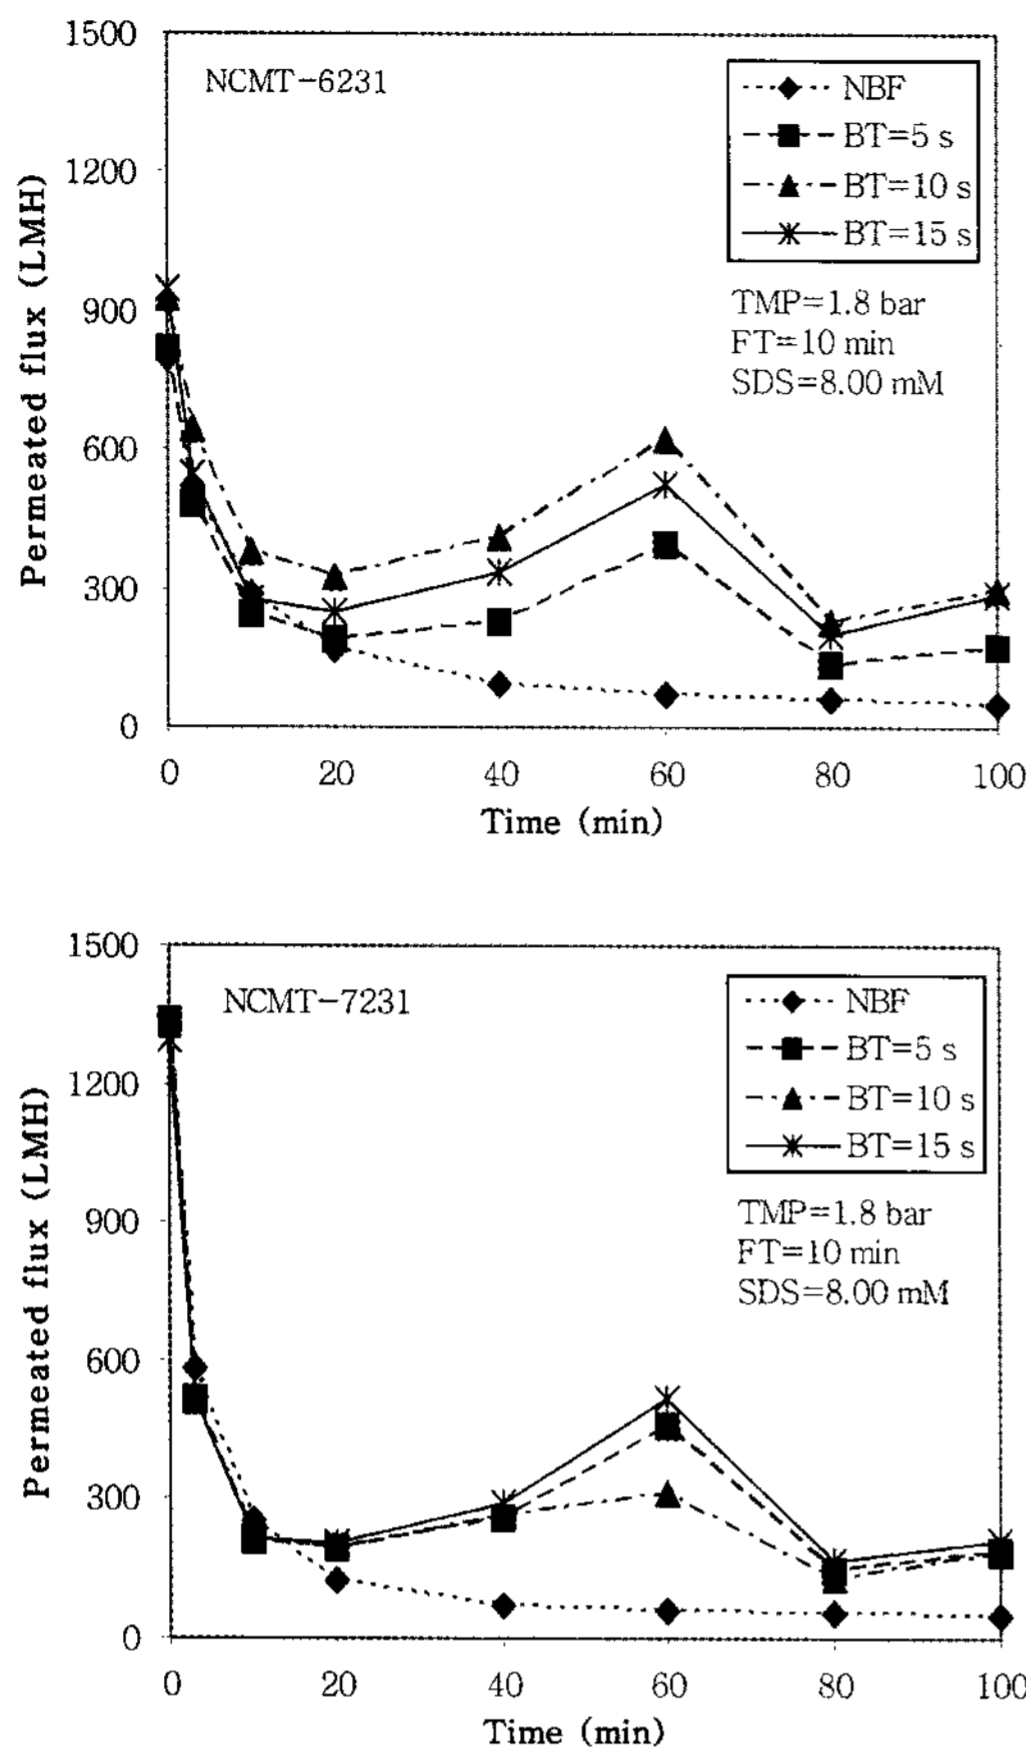 1500
NCMT-6231
NBF
BT=5 s
BT=10 s
BT=15 s
1200
900
600
300
0
Permeated flux (LMH)
TMP=1.8 bar
FT=10 min
SDS=8.00 mM
0 20 40 60 80 100
Time (min)
1500
NCMT-7231
NBF
BT=5 s
BT=10 s
BT=15 s
1200
900
600
300
0
Permeated flux (LMH)
TMP=1.8 bar
FT=10 min
SDS=8.00 mM
0 20 40 60 80 100
Time (min)